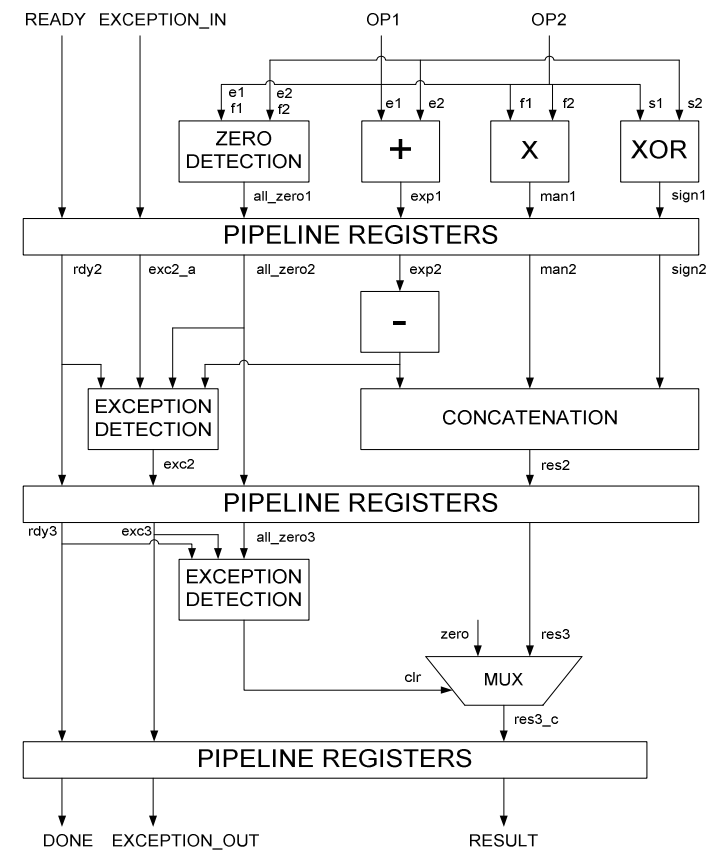 READY EXCEPTION_IN OP1 OP2
e1 e2 e1 e2 f1 f2 s1 s2
f1 f2
ZERO
DETECTION
+
X
XOR
all_zero1 exp1 man1 sign1
PIPELINE REGISTERS
rdy2 exc2_a all_zero2 exp2 man2 sign2
-
EXCEPTION
DETECTION
CONCATENATION
exc2 res2
PIPELINE REGISTERS
rdy3 exc3 all_zero3
EXCEPTION
DETECTION
zero res3
clr MUX
res3_c
PIPELINE REGISTERS
DONE EXCEPTION_OUT RESULT